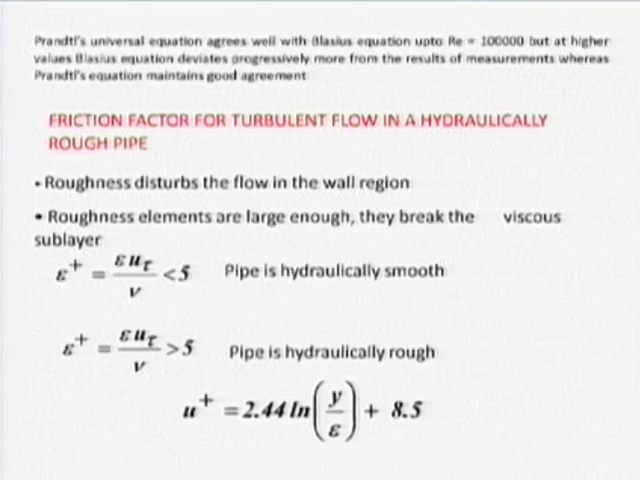 Prandtl's universal equation agrees well with Blasius equation upto Re = 100000 but at higher
values Blasius equation deviates progressively more from the results of measurements whereas
Prandtl's equation maintains good agreement
FRICTION FACTOR FOR TURBULENT FLOW IN A HYDRAULICALLY
ROUGH PIPE
• Roughness disturbs the flow in the wall region
• Roughness elements are large enough, they break the viscous
sublayer
ε⁺ = ευ_τ/ν <5 Pipe is hydraulically smooth
ε⁺ = ευ_τ/ν >5 Pipe is hydraulically rough
u⁺ = 2.44 ln(y/ε) + 8.5